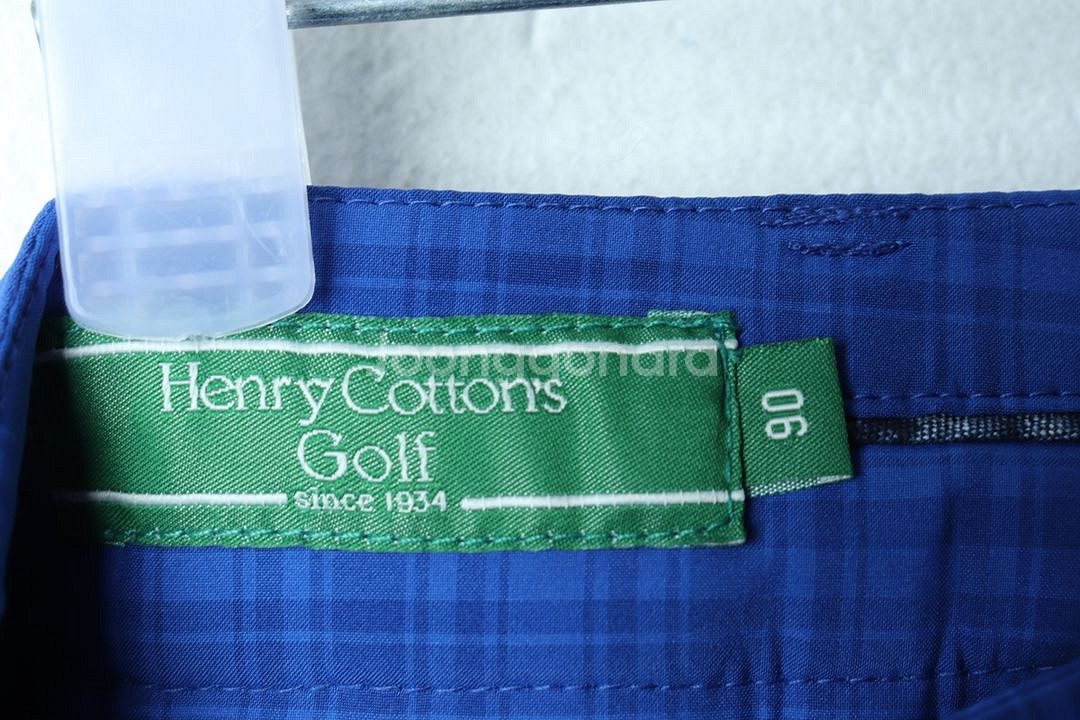 Henry Cotton's
Golf
since 1934
90